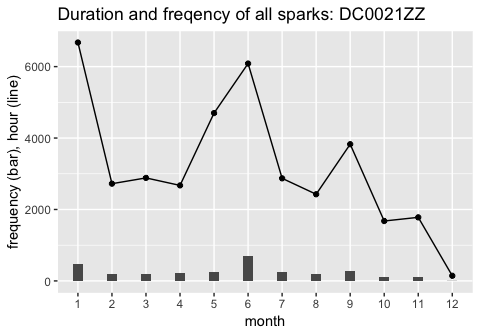 Duration and freqency of all sparks: DC0021ZZ
frequency (bar), hour (line)
6000
4000
2000
0
1 2 3 4 5 6 7 8 9 10 11 12
month